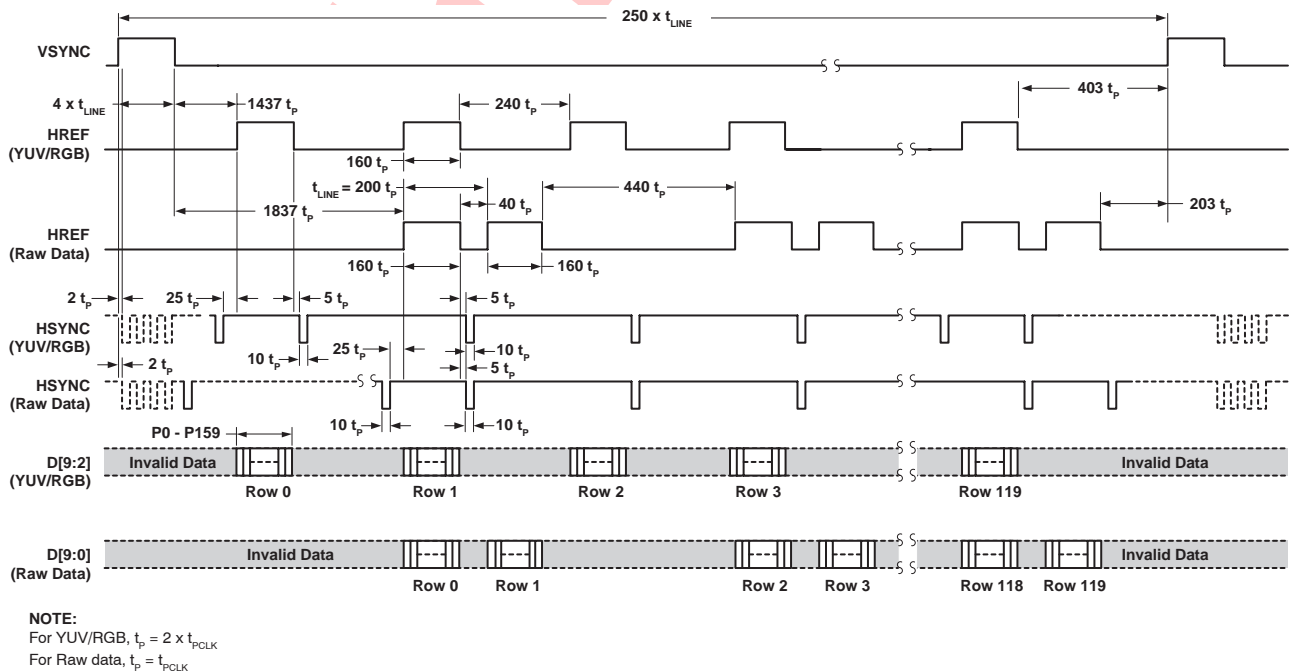 250 x tLINE
VSYNC
4 x tLINE
1437 tP
240 tP
403 tP
HREF
(YUV/RGB)
160 tP
tLINE = 200 tP
440 tP
1837 tP
40 tP
203 tP
HREF
(Raw Data)
160 tP
160 tP
2 tP
25 tP
5 tP
5 tP
HSYNC
(YUV/RGB)
10 tP
25 tP
10 tP
2 tP
5 tP
HSYNC
(Raw Data)
10 tP
10 tP
P0 - P159
D[9:2]
(YUV/RGB)
Invalid Data
Invalid Data
Row 0
Row 1
Row 2
Row 3
Row 119
D[9:0]
(Raw Data)
Invalid Data
Invalid Data
Row 0
Row 1
Row 2
Row 3
Row 118
Row 119
NOTE:
For YUV/RGB, tP = 2 x tPCLK
For Raw data, tP = tPCLK